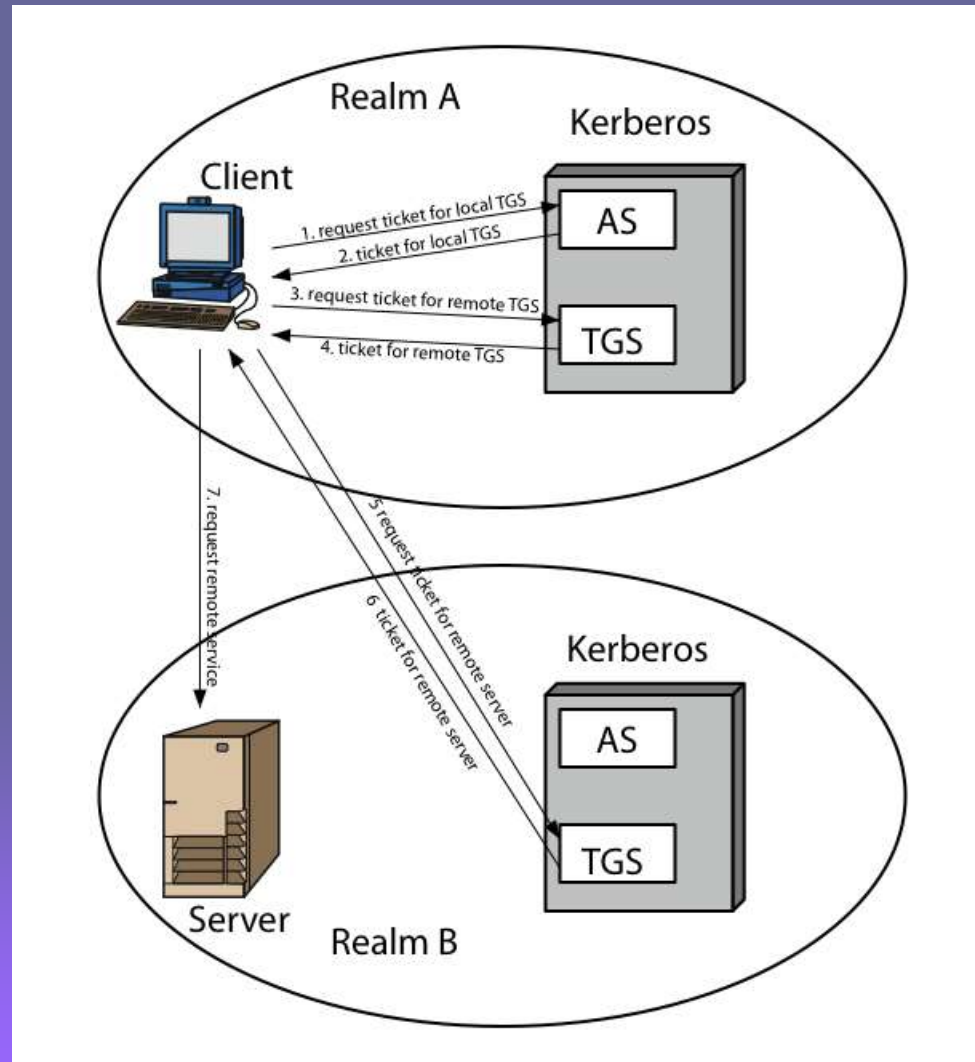 Realm A
Kerberos
Client
1. request ticket for local TGS
AS
2. ticket for local TGS
3. request ticket for remote TGS
TGS
4. ticket for remote TGS
5 request ticket for remote server
7. request remote service
6 ticket for remote server
Kerberos
AS
TGS
Server
Realm B